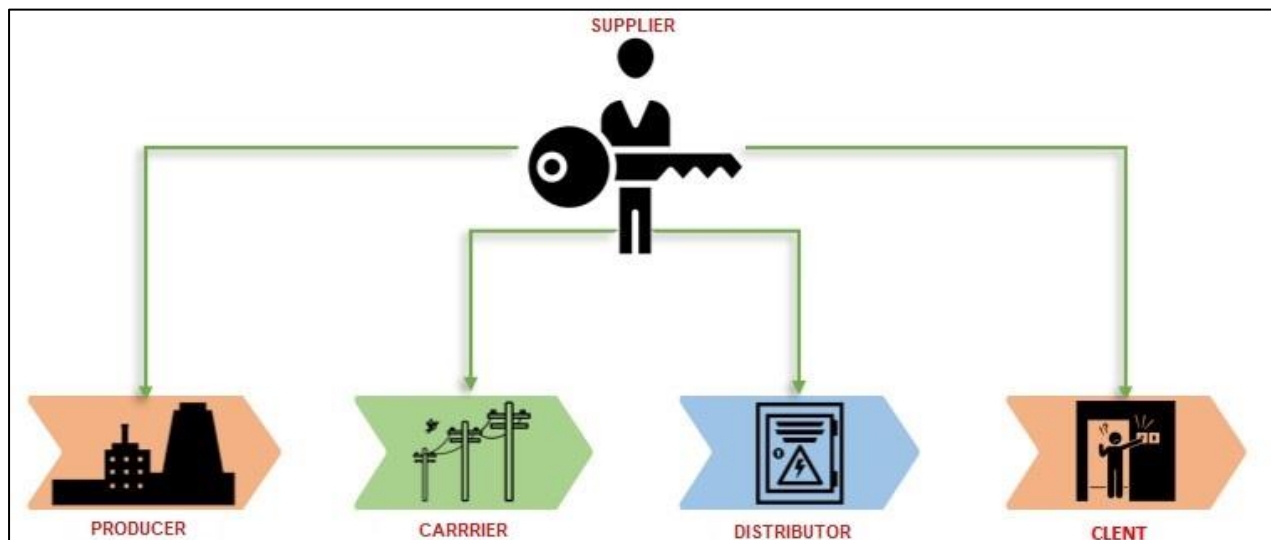 SUPPLIER
PRODUCER
CARRRIER
DISTRIBUTOR
CLENT